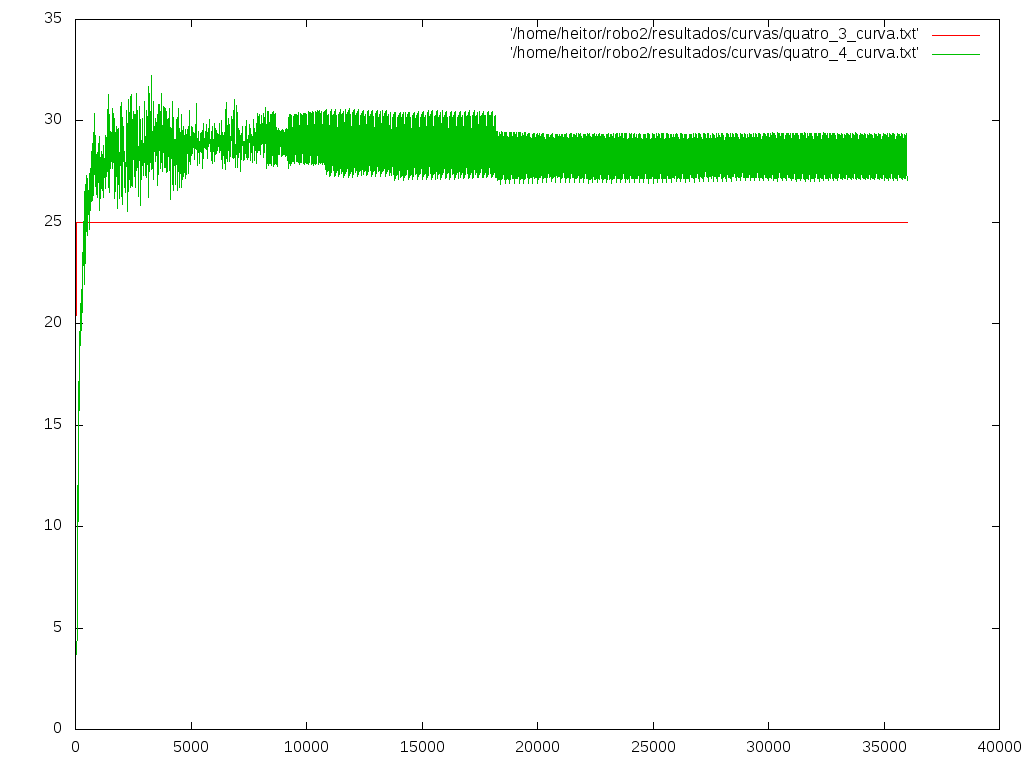 35
30
25
20
15
10
5
0
0 5000 10000 15000 20000 25000 30000 35000 40000
'/home/heitor/robo2/resultados/curvas/quatro_3_curva.txt'
'/home/heitor/robo2/resultados/curvas/quatro_4_curva.txt'